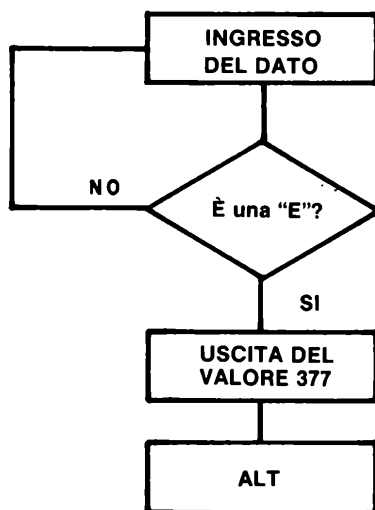 INGRESSO
DEL DATO
NO
È una “E”?
SI
USCITA DEL
VALORE 377
ALT